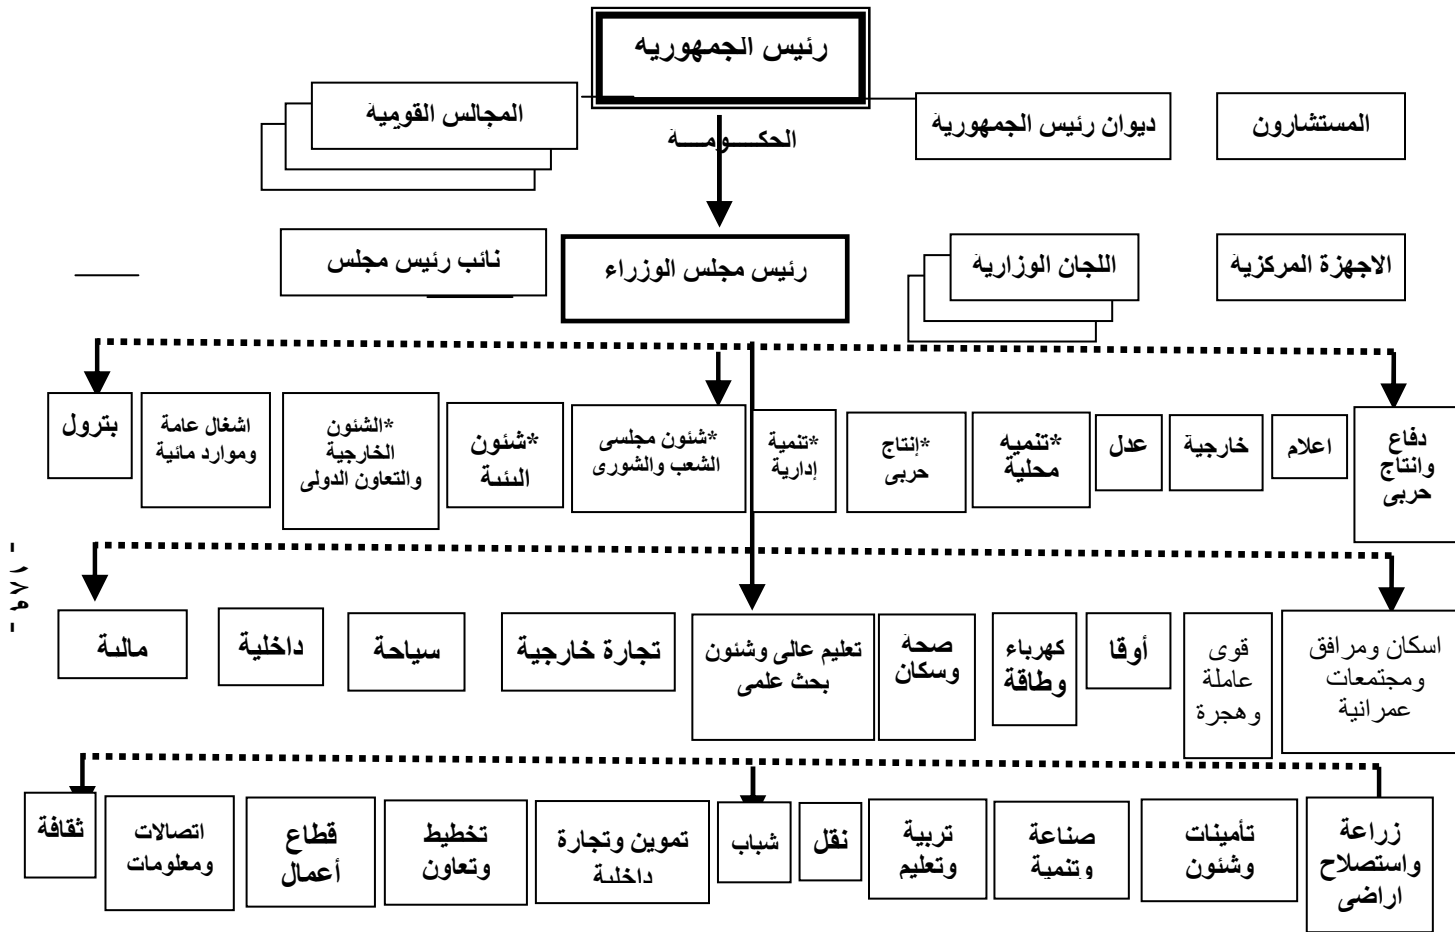 رئيس الجمهورية
المستشارون
ديوان رئيس الجمهورية
المجالس القومية
الحكـــومـــة
الاجهزة المركزية
اللجان الوزارية
رئيس مجلس الوزراء
نائب رئيس مجلس
دفاع
وانتاج
حربى
اعلام
خارجية
عدل
*تنميه
محلية
*إنتاج
حربى
*تنمية
إدارية
*شئون مجلسى
الشعب والشورى
*شئون
البيئة
*الشئون
الخارجية
والتعاون الدولى
اشغال عامة
وموارد مائية
بترول
اسكان ومرافق
ومجتمعات
عمرانية
قوى
عاملة
وهجرة
أوقا
كهرباء
وطاقة
صحة
وسكان
تعليم عالى وشئون
بحث علمى
تجارة خارجية
سياحة
داخلية
مالية
زراعة
واستصلاح
اراضى
تأمينات
وشئون
صناعة
وتنمية
تربية
وتعليم
نقل
شباب
تموين وتجارة
داخلية
تخطيط
وتعاون
قطاع
أعمال
اتصالات
ومعلومات
ثقافة
- ١٨٩ -